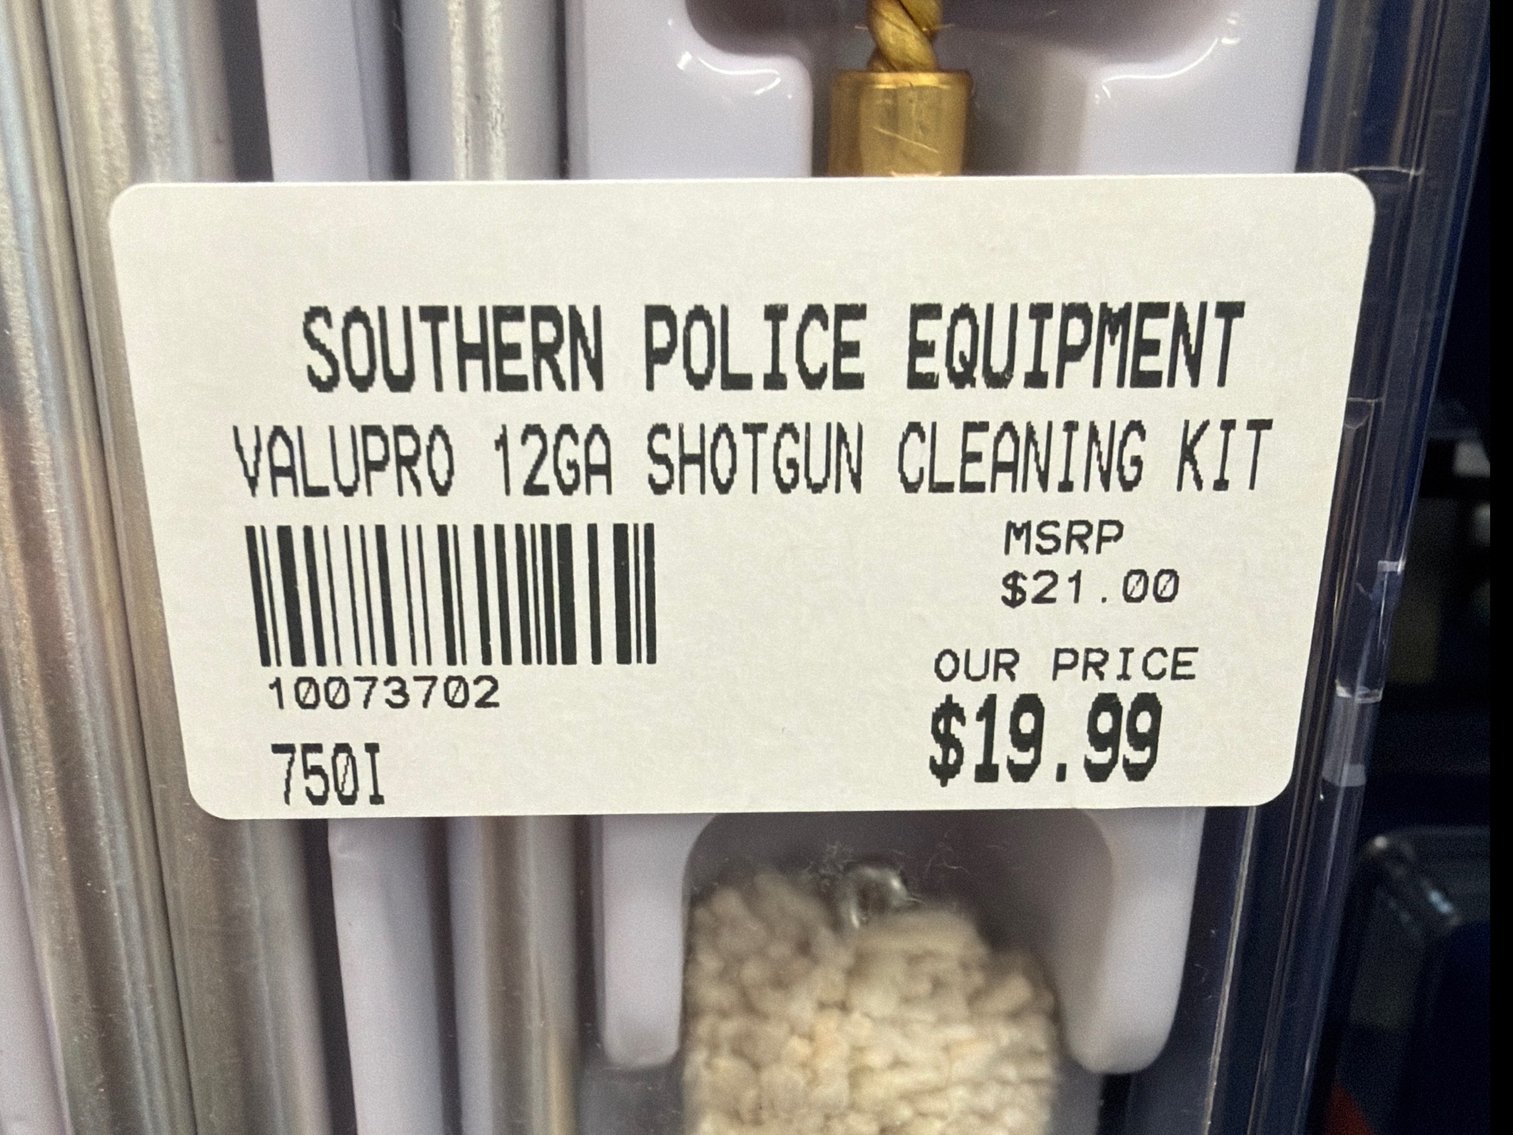 SOUTHERN POLICE EQUIPMENT
VALUPRO 12GA SHOTGUN CLEANING KIT
MSRP
$21.00
10073702
OUR PRICE
$19.99
750I